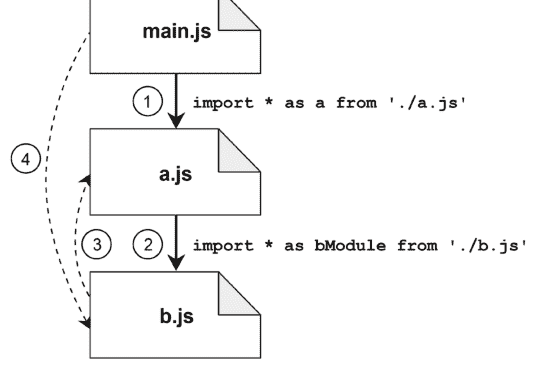 main.js
1 import * as a from './a.js'
4
a.js
3 2 import * as bModule from './b.js'
b.js